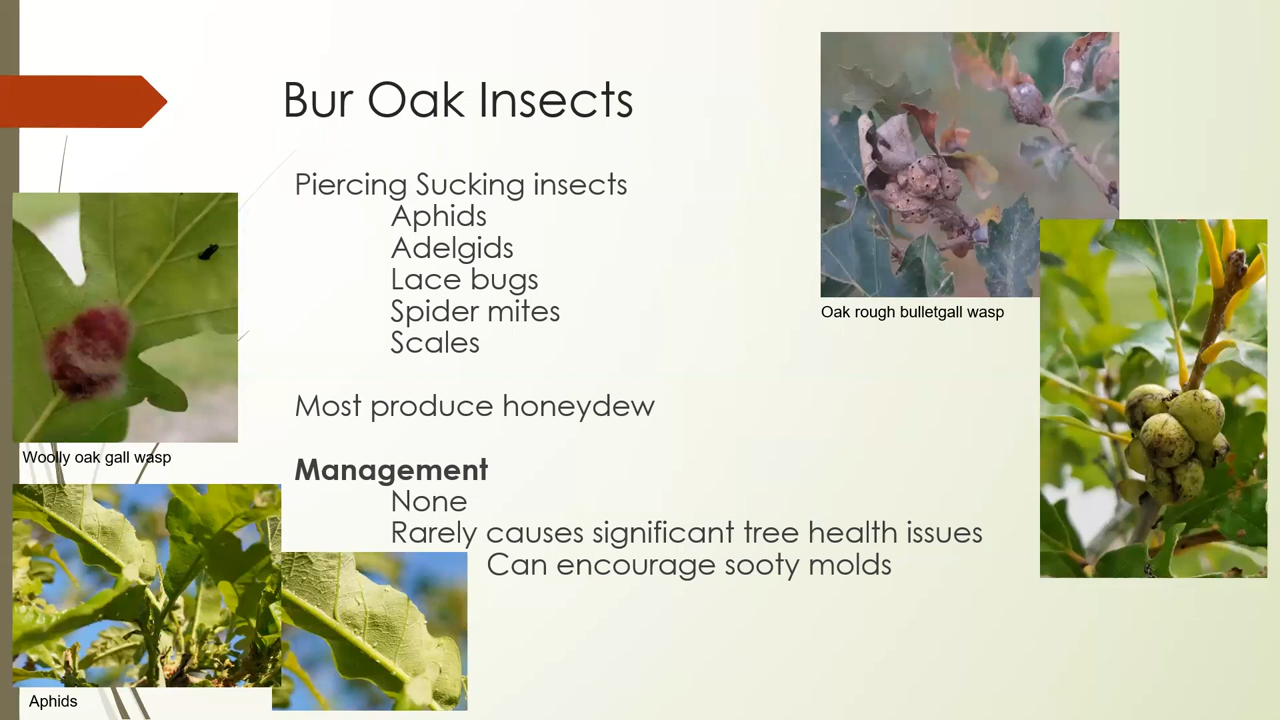 Bur Oak Insects
Piercing Sucking insects
Aphids
Adelgids
Lace bugs
Spider mites
Scales
Most produce honeydew
Management
None
Rarely causes significant tree health issues
Can encourage sooty molds
Oak rough bulletgall wasp
Woolly oak gall wasp
Aphids